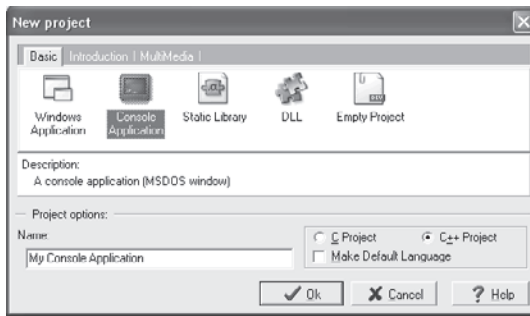 New project
Basic Introduction MultiMedia
Windows Application
Console Application
Static Library
DLL
Empty Project
Description:
A console application (MSDOS window)
Project options:
Name:
C Project
C++ Project
My Console Application
Make Default Language
Ok
Cancel
Help